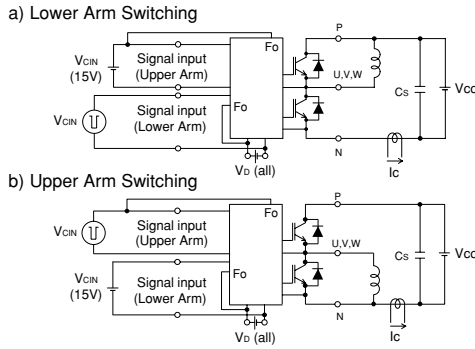 a) Lower Arm Switching
Fo
P
VCIN
(15V)
Signal input
(Upper Arm)
U,V,W
CS
VCC
VCIN
Signal input
(Lower Arm)
Fo
N
VD (all)
Ic
b) Upper Arm Switching
Fo
P
VCIN
Signal input
(Upper Arm)
U,V,W
CS
VCC
VCIN
(15V)
Signal input
(Lower Arm)
Fo
N
VD (all)
Ic